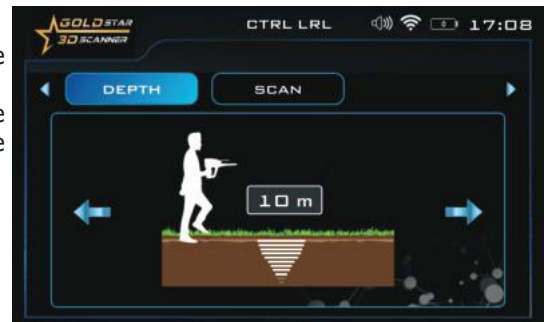 GOLD STAR
3D SCANNER
CTRL LRL
17:08
DEPTH
SCAN
10 m